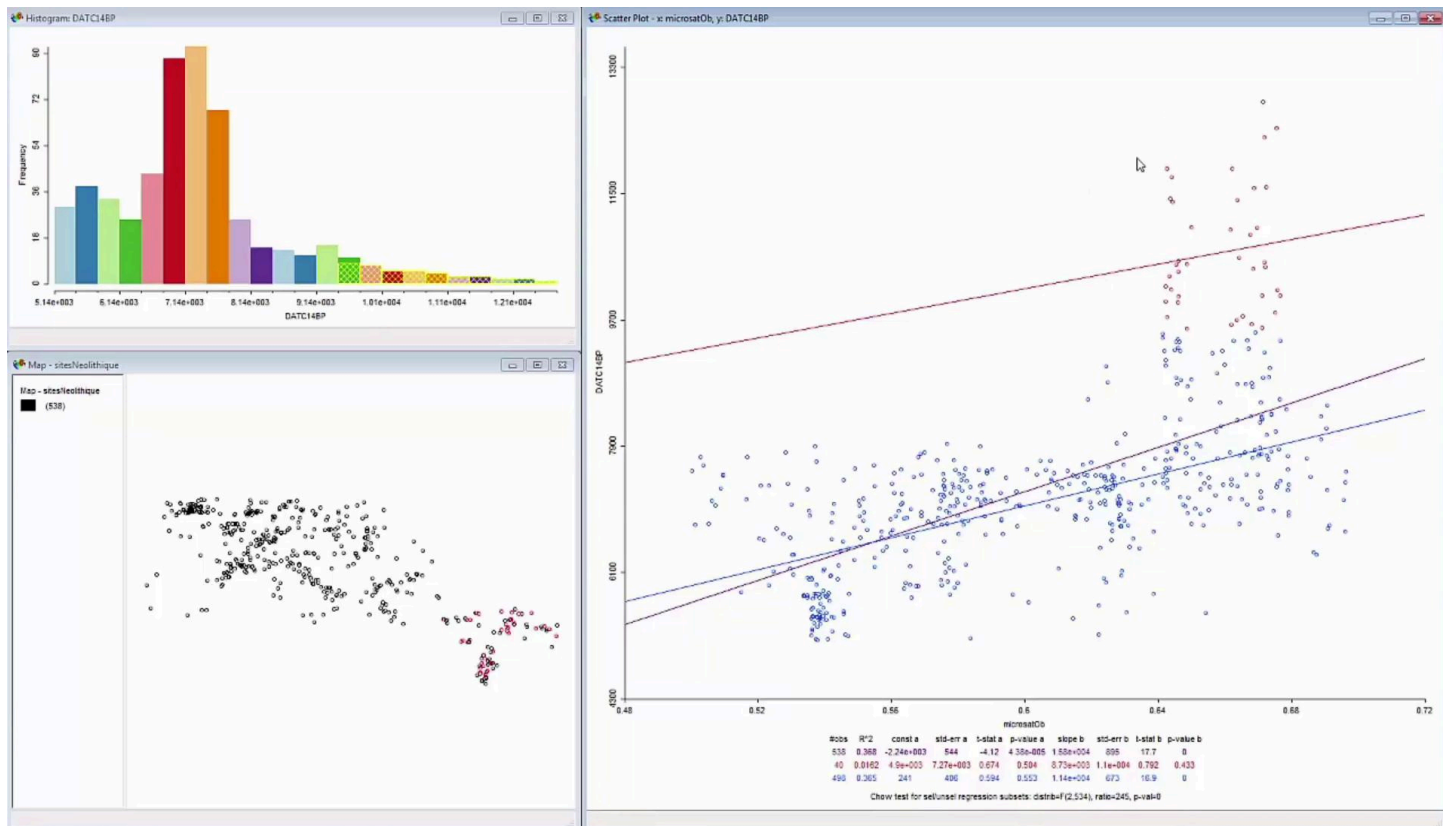 Histogram: DATC14BP
Frequency
90
72
54
36
18
0
5.14e+003 6.14e+003 7.14e+003 8.14e+003 9.14e+003 1.01e+004 1.11e+004 1.21e+004
DATC14BP
Map - sitesNeolithique
Map - sitesNeolithique
(538)
Scatter Plot - x: microsatOb, y: DATC14BP
DATC14BP
13300
11500
9700
7900
6100
4300
0.48 0.52 0.56 0.6 0.64 0.68 0.72
microsatOb
#obs R^2 const a std-err a t-stat a p-value a slope b std-err b t-stat b p-value b
538 0.368 -2.24e+003 544 -4.12 4.38e-005 1.58e+004 895 17.7 0
40 0.0162 4.9e+003 7.27e+003 0.674 0.504 8.73e+003 1.1e+004 0.792 0.433
498 0.365 241 406 0.594 0.553 1.14e+004 673 16.9 0
Chow test for sel/unsel regression subsets: distrib=F(2,534), ratio=245, p-val=0